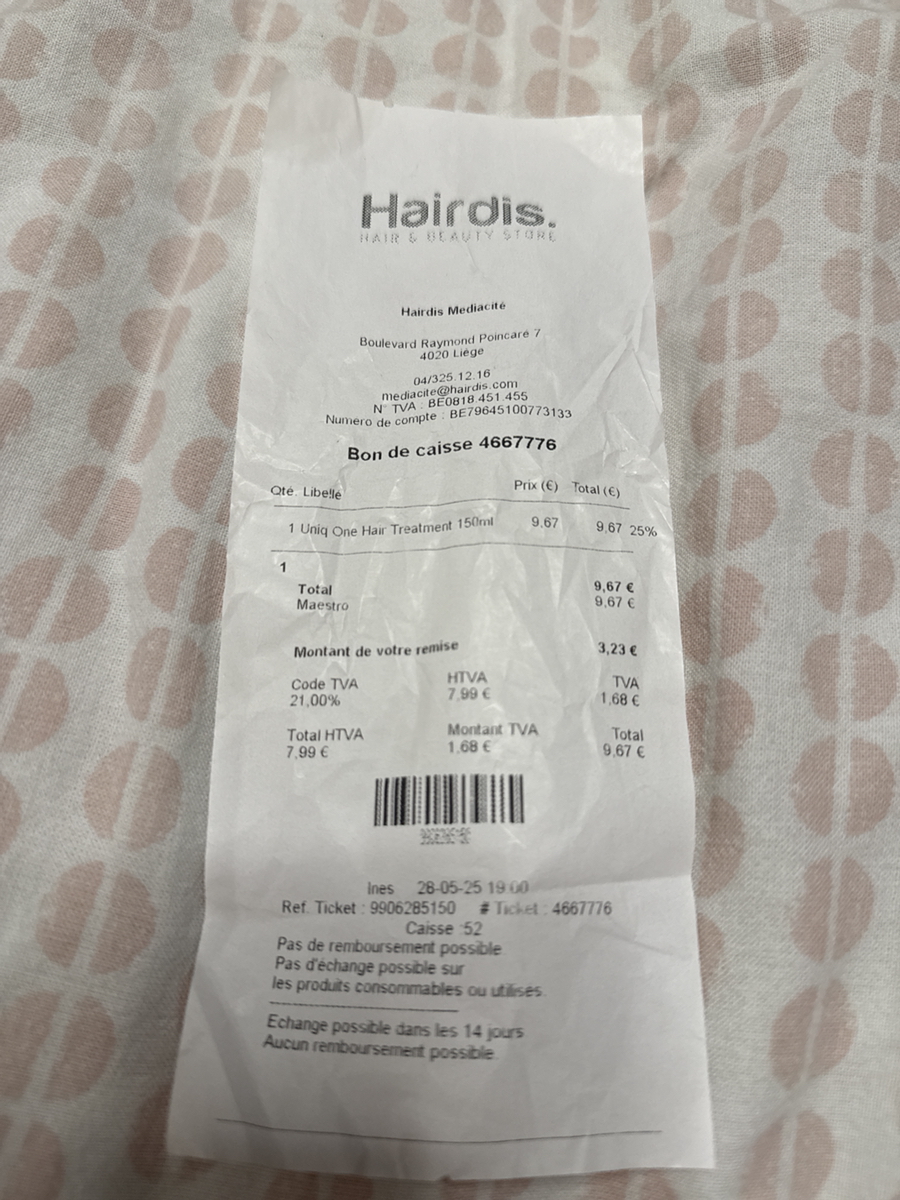 Hairdis.
HAIR & BEAUTY STORE
Hairdis Mediacité
Boulevard Raymond Poincaré 7
4020 Liège
04/325.12.16
mediacite@hairdis.com
N° TVA : BE0818.451.455
Numero de compte : BE79645100773133
Bon de caisse 4667776
Qté. Libellé Prix (€) Total (€)
1 Uniq One Hair Treatment 150ml 9,67 9,67 25%
1
Total 9,67 €
Maestro 9,67 €
Montant de votre remise 3,23 €
Code TVA HTVA TVA
21,00% 7,99 € 1,68 €
Total HTVA Montant TVA Total
7,99 € 1,68 € 9,67 €
Ines 28-05-25 19:00
Ref. Ticket : 9906285150 # Ticket : 4667776
Caisse :52
Pas de remboursement possible.
Pas d'échange possible sur
les produits consommables ou utilisés.
Echange possible dans les 14 jours
Aucun remboursement possible.